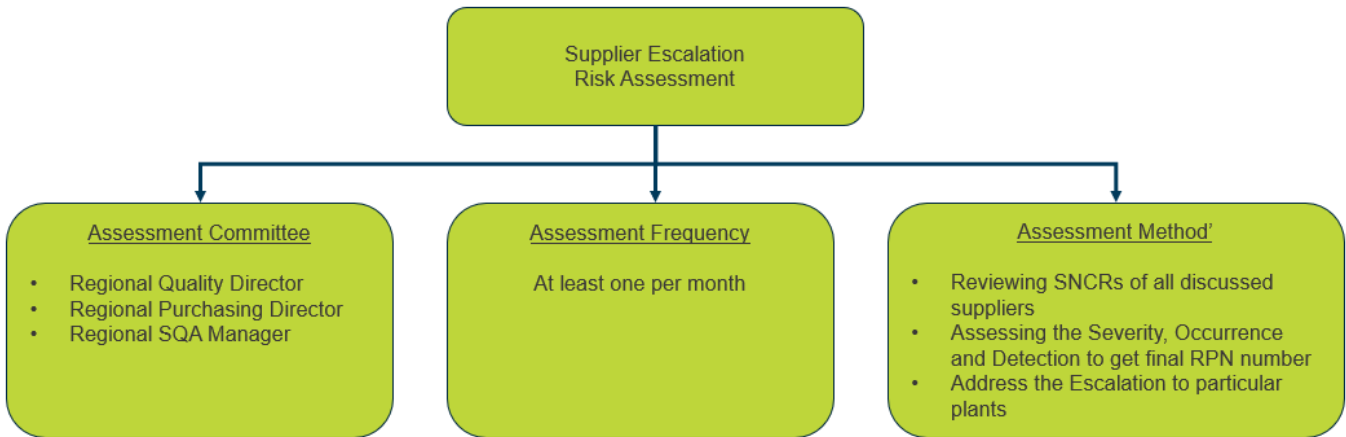 Supplier Escalation
Risk Assessment
Assessment Committee
• Regional Quality Director
• Regional Purchasing Director
• Regional SQA Manager
Assessment Frequency
At least one per month
Assessment Method'
• Reviewing SNCRs of all discussed
suppliers
• Assessing the Severity, Occurrence
and Detection to get final RPN number
• Address the Escalation to particular
plants